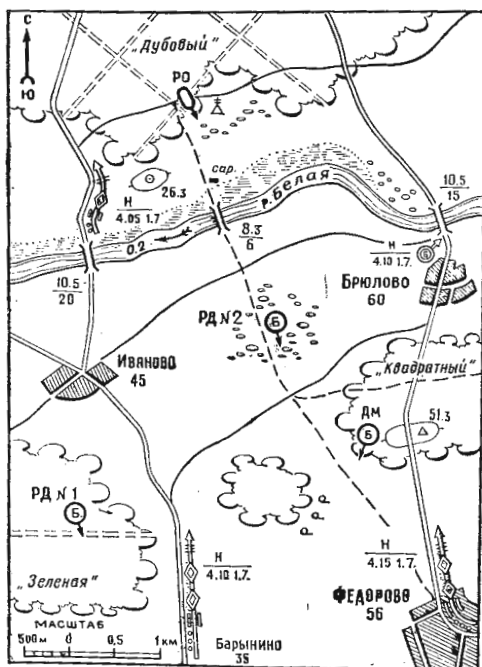 С
Ю
„Дубовый"
РО
сар.
26.3
Н
4.05 1.7
р. Белая
0.2
8.3
6
10.5
15
Н
4.10 1.7.
Б
БРЮЛОВО
60
10.5
20
РД №2
Б
ИВАНОВО
45
„Квадратный"
ДМ
Б
51.3
РД №1
Б.
Н
4.10 1.7.
Н
4.15 1.7.
„Зеленая"
ФЕДОРОВО
56
МАСШТАБ
500м 0 0,5 1 км
Барынино
35